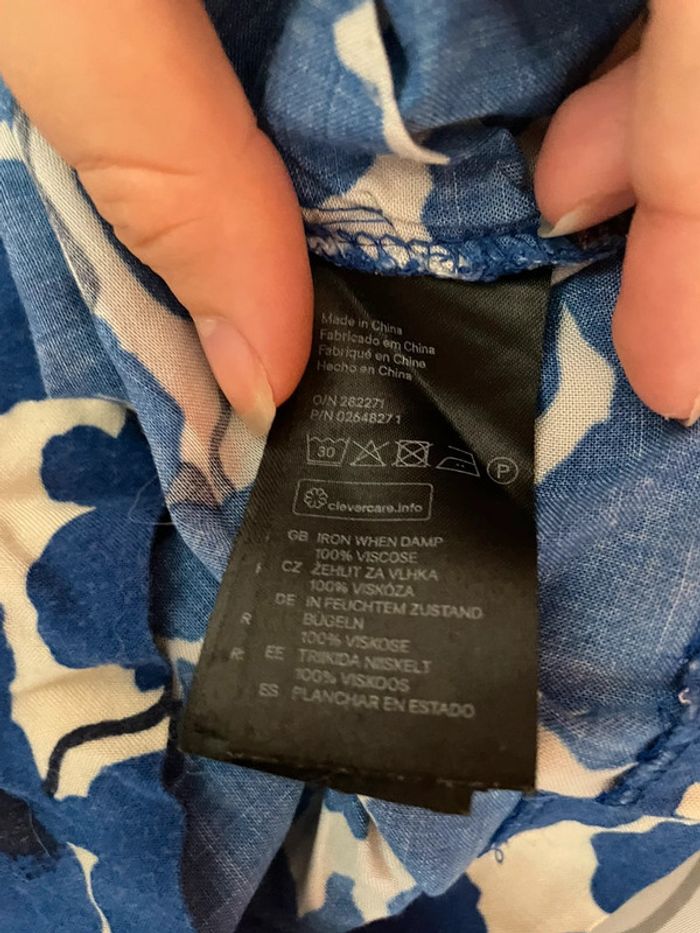 Made in China
Fabricado em China
Fabriqué en Chine
Hecho en China
O/N 282271
P/N 02648271
30 P
clevercare.info
GB IRON WHEN DAMP
100% VISCOSE
CZ ŽEHLIT ZA VLHKA
100% VISKÓZA
DE IN FEUCHTEM ZUSTAND
R BÜGELN
100% VISKOSE
R EE TRIIKIDA NIISKELT
100% VISKOOS
ES PLANCHAR EN ESTADO